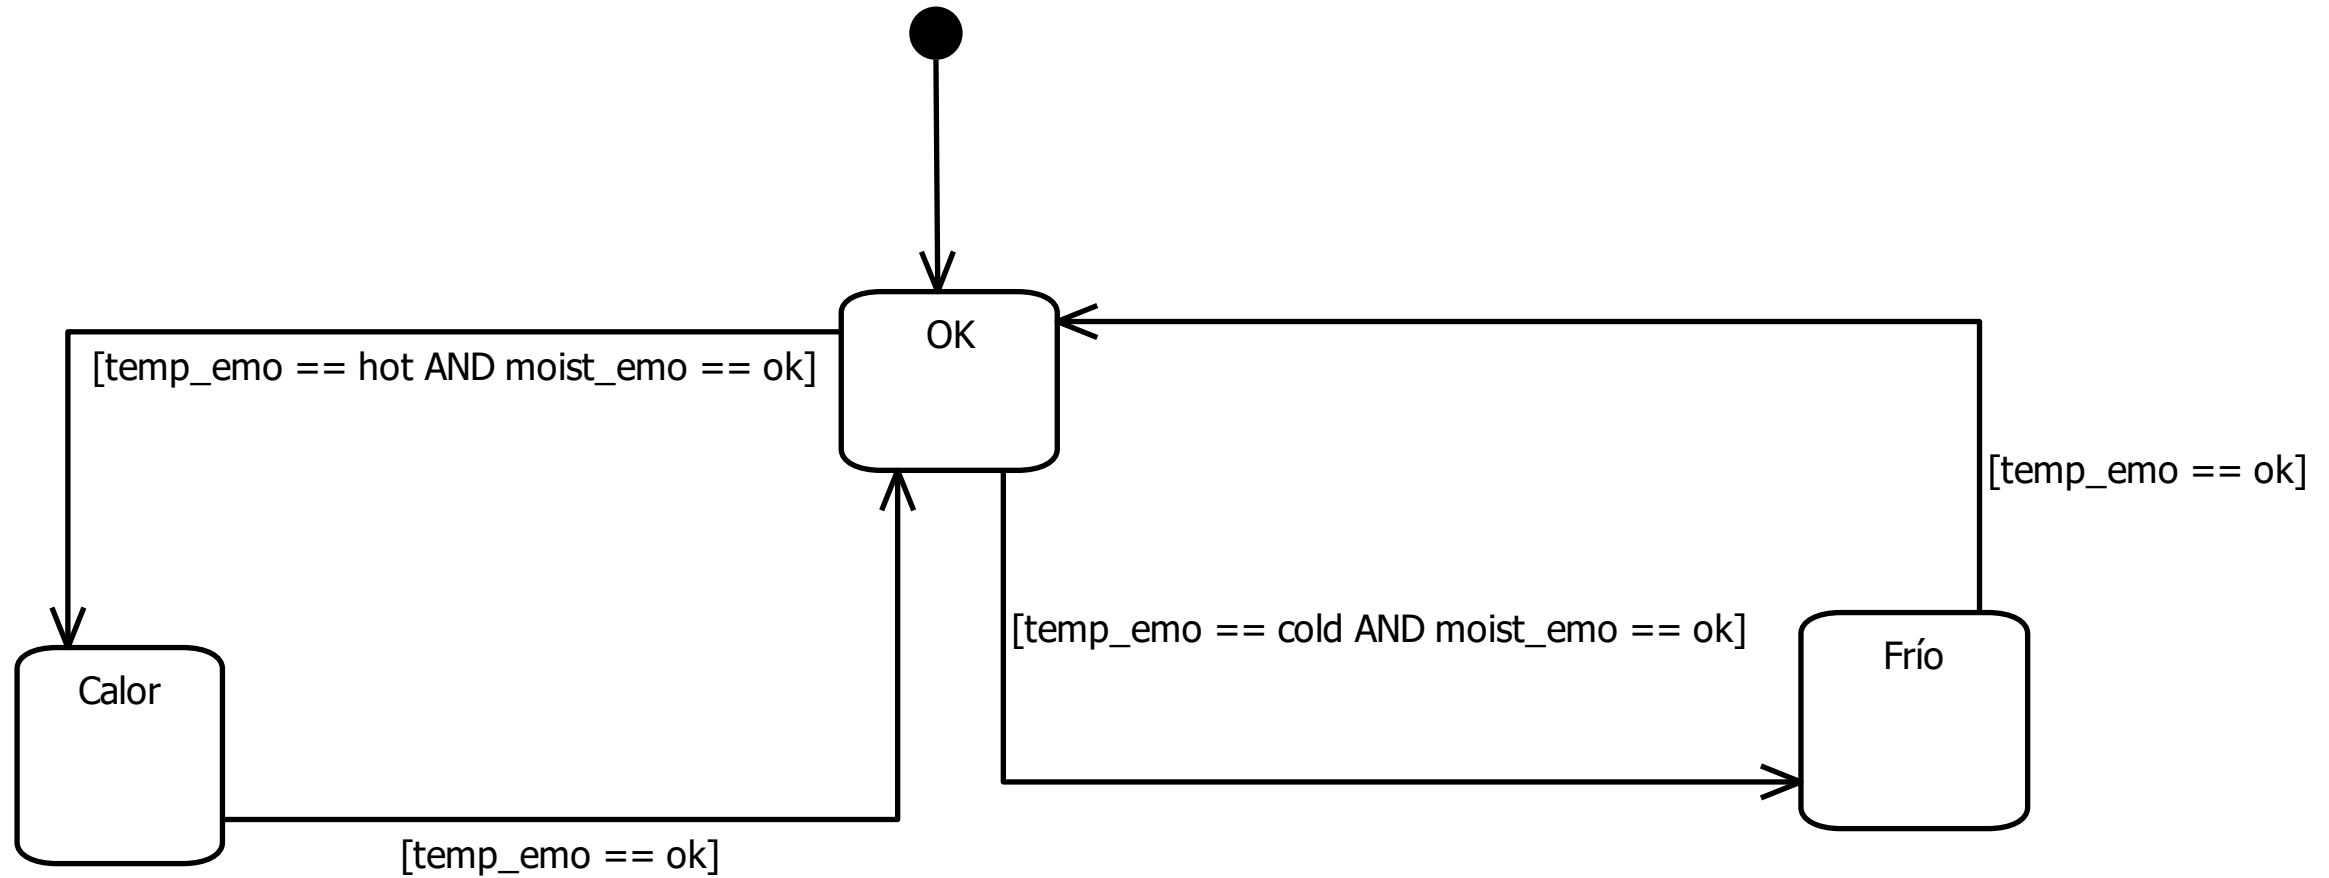 OK
[temp_emo == hot AND moist_emo == ok]
[temp_emo == ok]
[temp_emo == cold AND moist_emo == ok]
Frío
Calor
[temp_emo == ok]